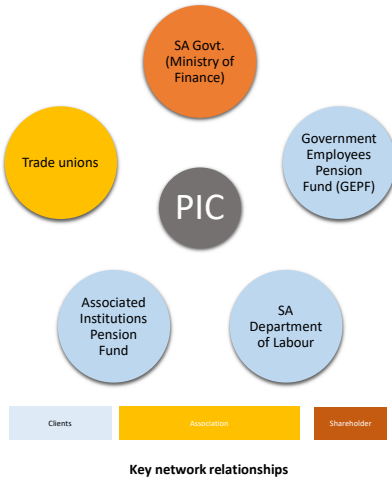 SA Govt.
(Ministry of
Finance)
Trade unions
Government
Employees
Pension
Fund (GEPF)
PIC
Associated
Institutions
Pension
Fund
SA
Department
of Labour
Clients
Association
Shareholder
Key network relationships